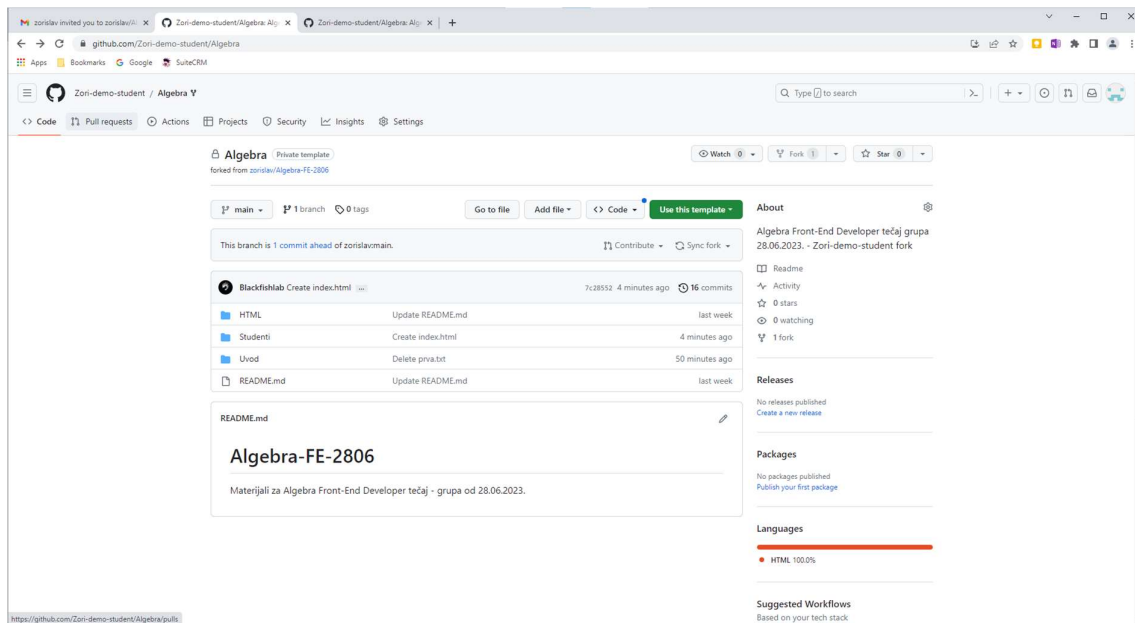 zorislav invited you to zorislav/Al
Zori-demo-student/Algebra: Alg
Zori-demo-student/Algebra: Alg
github.com/Zori-demo-student/Algebra
Apps Bookmarks Google SuiteCRM
Zori-demo-student / Algebra
Type / to search
Code Pull requests Actions Projects Security Insights Settings
Algebra Private template
Watch 0 Fork 1 Star 0
forked from zorislav/Algebra-FE-2806
main 1 branch 0 tags Go to file Add file Code Use this template
This branch is 1 commit ahead of zorislav:main. Contribute Sync fork
Blackfishlab Create index.html ... 7c28552 4 minutes ago 16 commits
HTML Update README.md last week
Studenti Create index.html 4 minutes ago
Uvod Delete prva.txt 50 minutes ago
README.md Update README.md last week
README.md
Algebra-FE-2806
Materijali za Algebra Front-End Developer tečaj - grupa od 28.06.2023.
About
Algebra Front-End Developer tečaj grupa
28.06.2023. - Zori-demo-student fork
Readme
Activity
0 stars
0 watching
1 fork
Releases
No releases published
Create a new release
Packages
No packages published
Publish your first package
Languages
HTML 100.0%
Suggested Workflows
Based on your tech stack
https://github.com/Zori-demo-student/Algebra/pulls